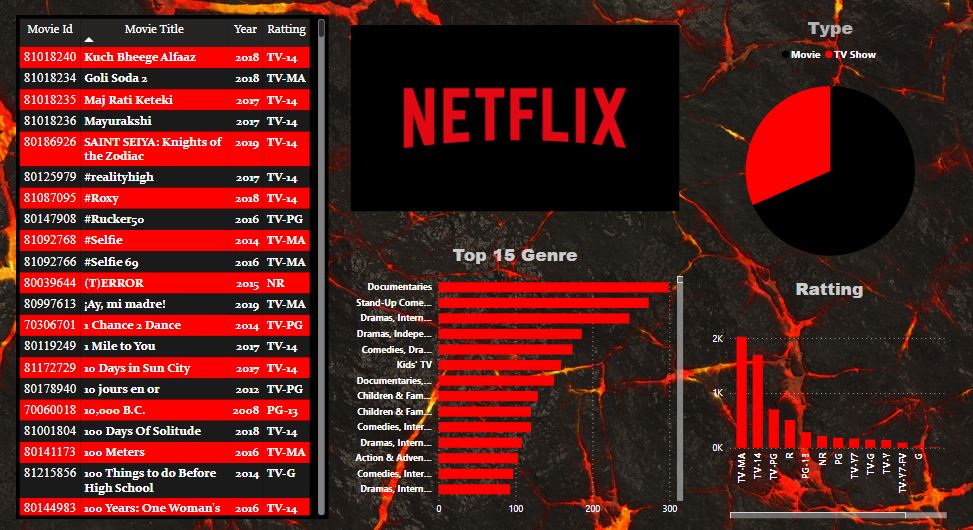 Movie Id Movie Title Year Ratting
81018240 Kuch Bheege Alfaaz 2018 TV-14
81018234 Goli Soda 2 2018 TV-MA
81018235 Maj Rati Keteki 2017 TV-14
81018236 Mayurakshi 2017 TV-14
80186926 SAINT SEIYA: Knights of 2019 TV-14
the Zodiac
80125979 #realityhigh 2017 TV-14
81087095 #Roxy 2018 TV-14
80147908 #Rucker50 2016 TV-PG
81092768 #Selfie 2014 TV-MA
81092766 #Selfie 69 2016 TV-MA
80039644 (T)ERROR 2015 NR
80997613 ¡Ay, mi madre! 2019 TV-MA
70306701 1 Chance 2 Dance 2014 TV-PG
80119249 1 Mile to You 2017 TV-14
81172729 10 Days in Sun City 2017 TV-14
80178940 10 jours en or 2012 TV-PG
70060018 10,000 B.C. 2008 PG-13
81001804 100 Days Of Solitude 2018 TV-14
80141173 100 Meters 2016 TV-MA
81215856 100 Things to do Before 2014 TV-G
High School
80144983 100 Years: One Woman's 2016 TV-14
NETFLIX
Top 15 Genre
Documentaries
Stand-Up Come...
Dramas, Intern...
Dramas, Indepe...
Comedies, Dra...
Kids' TV
Documentaries,...
Children & Fam...
Children & Fam...
Comedies, Inter...
Dramas, Intern...
Action & Adven...
Comedies, Inter...
Dramas, Intern...
0 100 200 300
Type
Movie TV Show
Ratting
2K
1K
0K
TV-MA
TV-14
TV-PG
R
PG-13
NR
PG
TV-Y7
TV-G
TV-Y
TV-Y7-FV
G